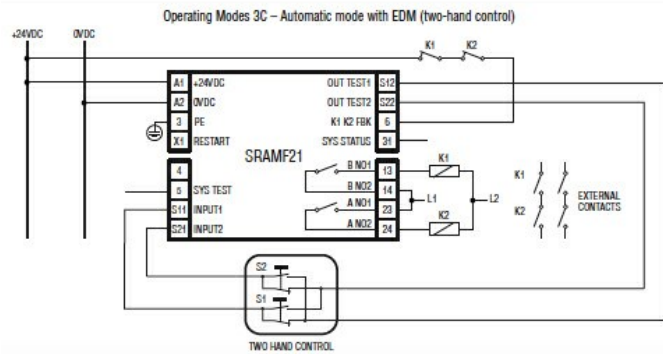 Operating Modes 3C – Automatic mode with EDM (two-hand control)
+24VDC 0VDC
K1 K2
A1 +24VDC OUT TEST1 S12
A2 0VDC OUT TEST2 S22
3 PE K1 K2 FBK 6
X1 RESTART SYS STATUS 31
SRAMF21
4 B NO1 13 K1
5 SYS TEST B NO2 14
S11 INPUT1 A NO1 23
S21 INPUT2 A NO2 24 K2
L1 L2
K1
K2
EXTERNAL
CONTACTS
S2
S1
TWO HAND CONTROL